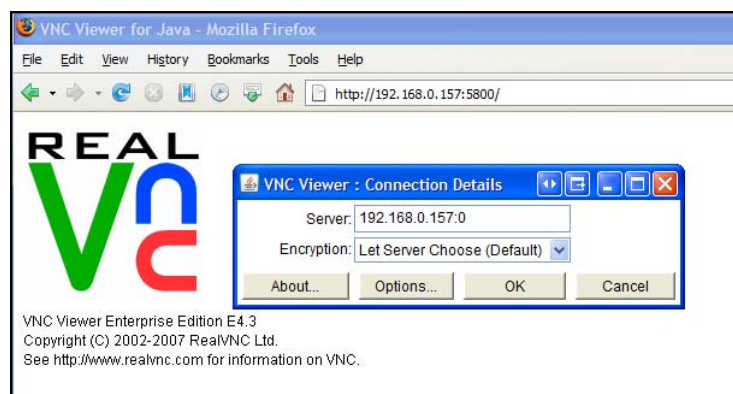 VNC Viewer for Java - Mozilla Firefox
File Edit View History Bookmarks Tools Help
http://192.168.0.157:5800/
REAL
Vnc
VNC Viewer : Connection Details
Server: 192.168.0.157:0
Encryption: Let Server Choose (Default)
About... Options... OK Cancel
VNC Viewer Enterprise Edition E4.3
Copyright (C) 2002-2007 RealVNC Ltd.
See http://www.realvnc.com for information on VNC.